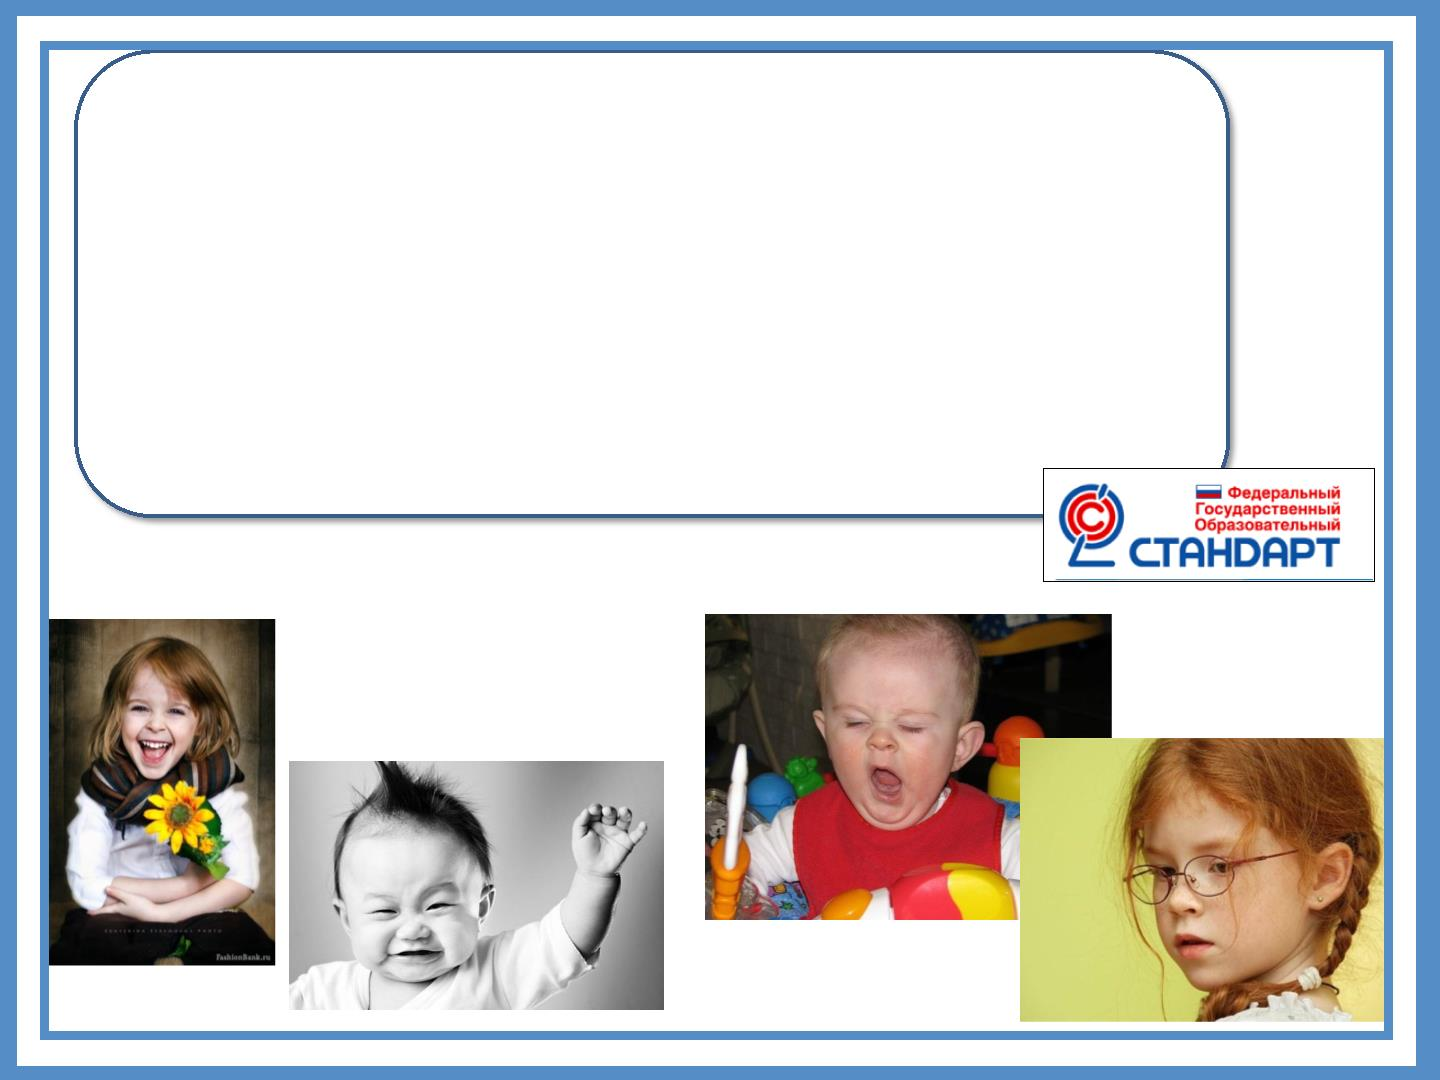 Федеральный
Государственный
Образовательный
СТАНДАРТ
FashionBank.ru